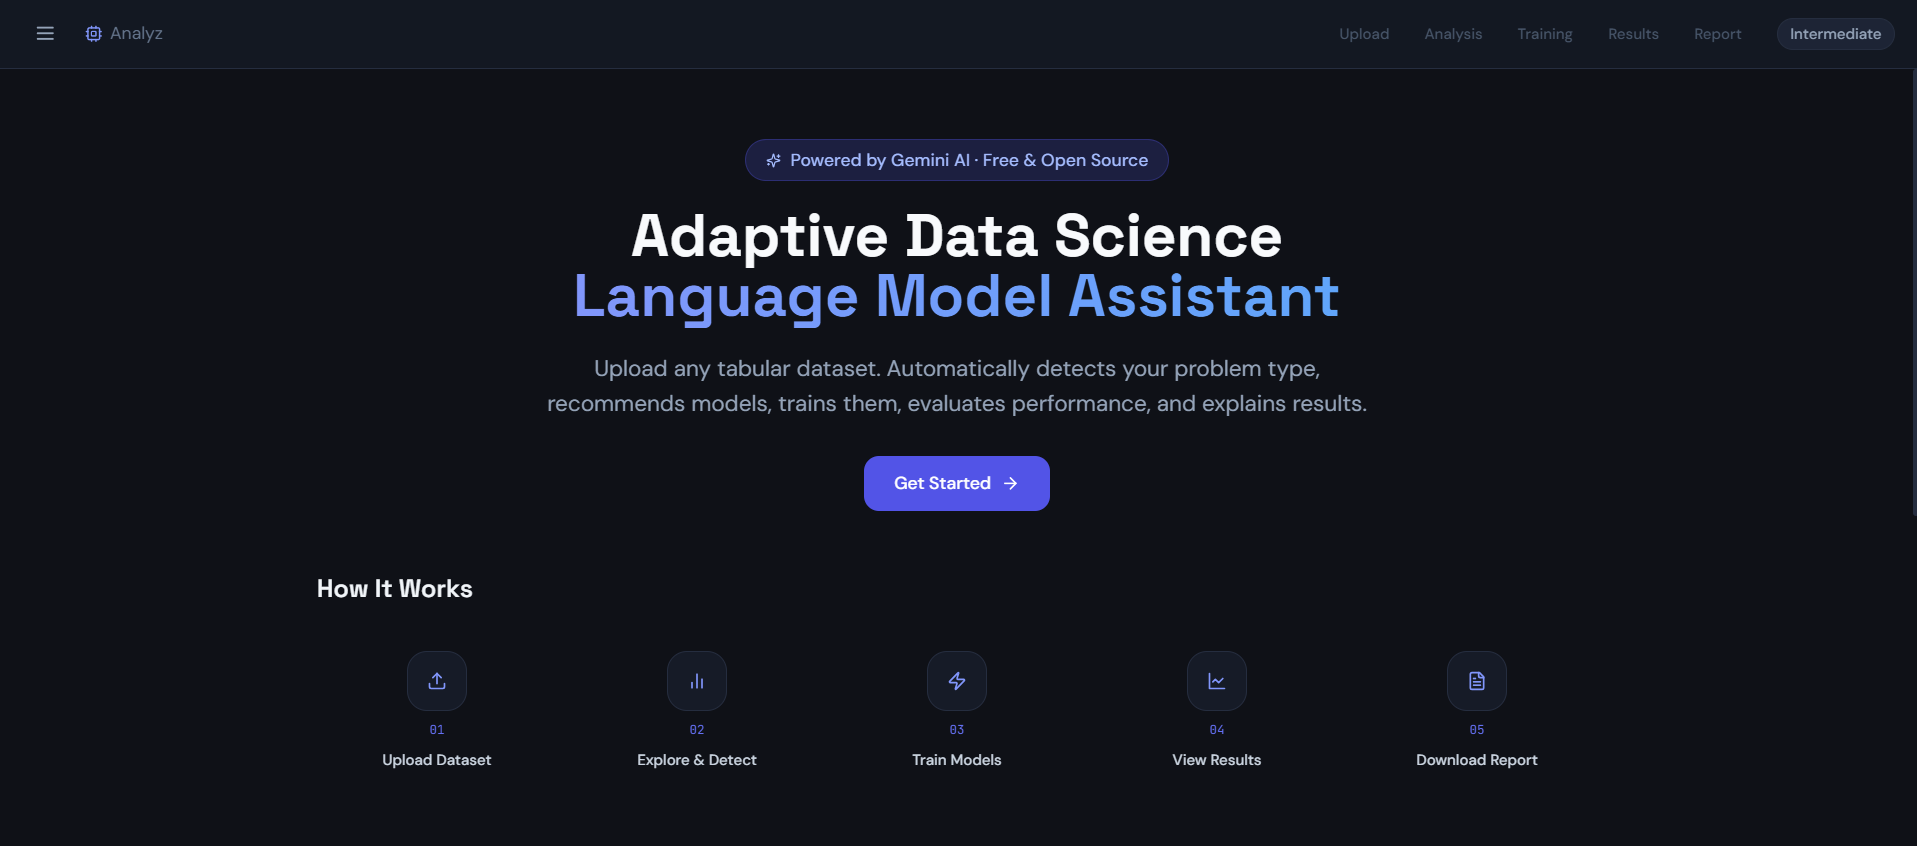 Analyz
Upload Analysis Training Results Report Intermediate
Powered by Gemini AI · Free & Open Source
Adaptive Data Science
Language Model Assistant
Upload any tabular dataset. Automatically detects your problem type,
recommends models, trains them, evaluates performance, and explains results.
Get Started
How It Works
01 02 03 04 05
Upload Dataset Explore & Detect Train Models View Results Download Report